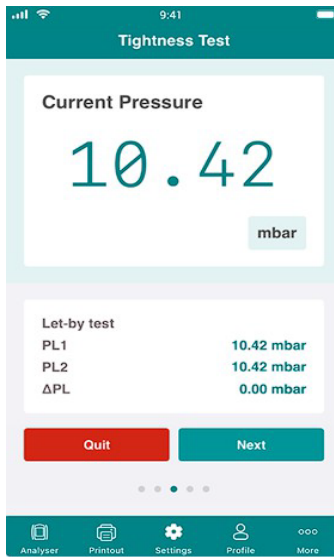 9:41
Tightness Test
Current Pressure
10.42
mbar
Let-by test
PL1 10.42 mbar
PL2 10.42 mbar
ΔPL 0.00 mbar
Quit Next
Analyser Printout Settings Profile More